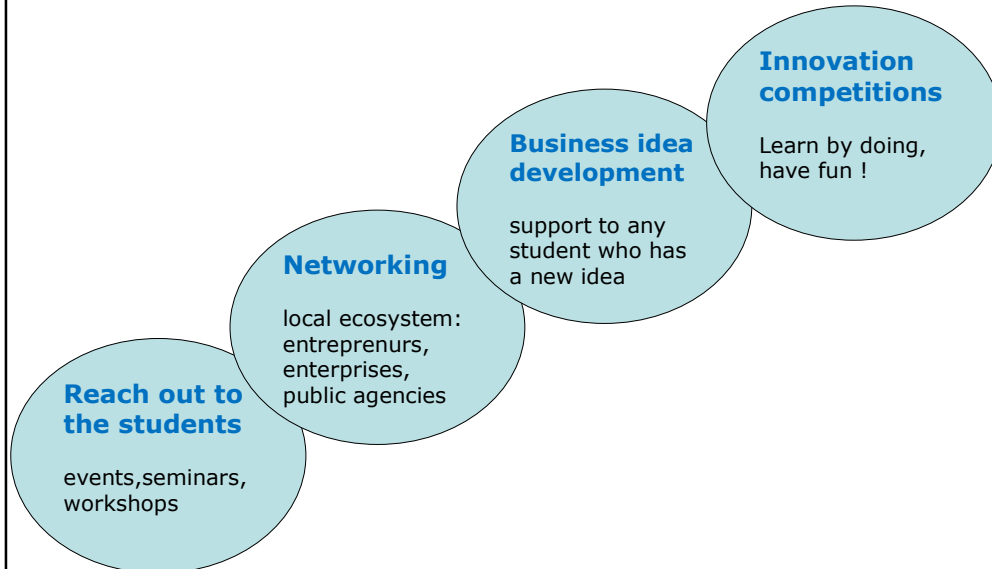 Reach out to
the students
events,seminars,
workshops
Networking
local ecosystem:
entreprenurs,
enterprises,
public agencies
Business idea
development
support to any
student who has
a new idea
Innovation
competitions
Learn by doing,
have fun !